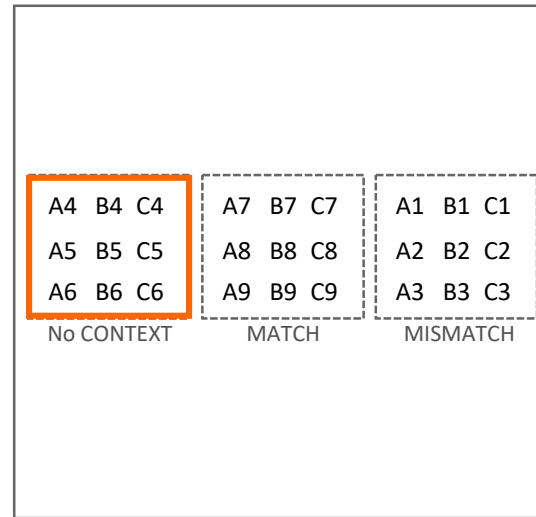 A4 B4 C4 A7 B7 C7 A1 B1 C1
A5 B5 C5 A8 B8 C8 A2 B2 C2
A6 B6 C6 A9 B9 C9 A3 B3 C3
No CONTEXT MATCH MISMATCH